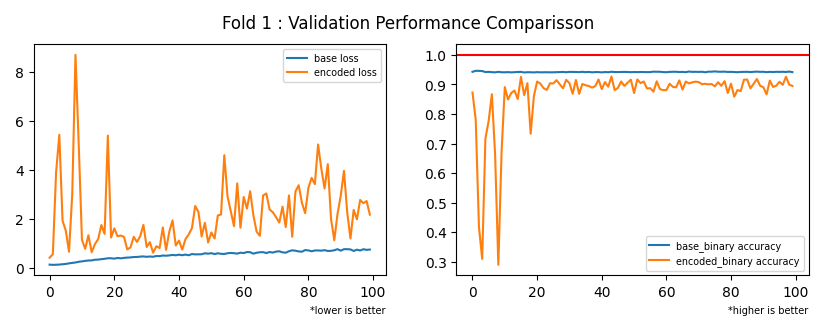 Fold 1 : Validation Performance Comparisson
base loss
encoded loss
8
6
4
2
0
0 20 40 60 80 100
*lower is better
1.0
0.9
0.8
0.7
0.6
0.5
0.4
0.3
base_binary accuracy
encoded_binary accuracy
0 20 40 60 80 100
*higher is better